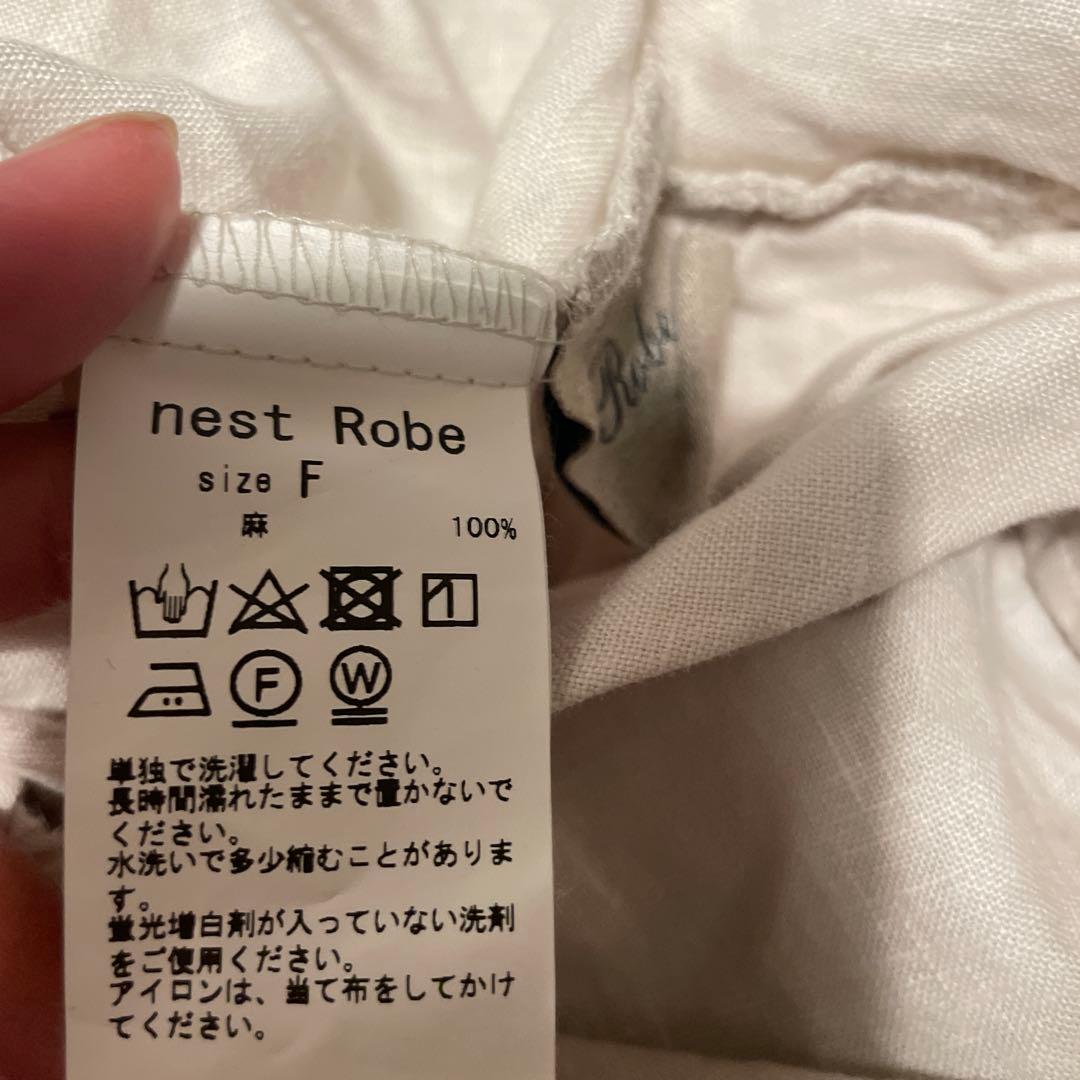 nest Robe
size F
麻 100%
F W
単独で洗濯してください。
長時間濡れたままで置かないで
ください。
水洗いで多少縮むことがありま
す。
蛍光増白剤が入っていない洗剤
をご使用ください。
アイロンは、当て布をしてかけ
てください。
Robe